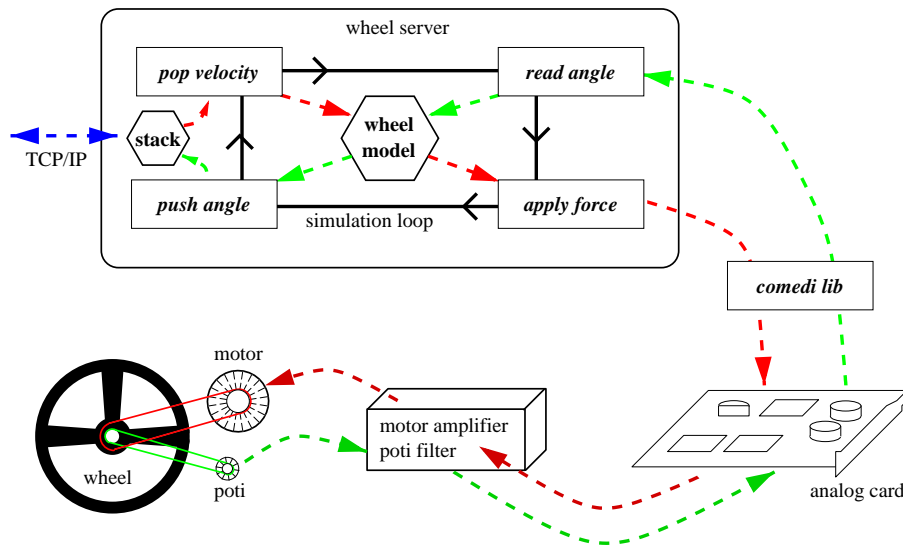 wheel server
pop velocity
read angle
stack
wheel
model
TCP/IP
push angle
simulation loop
apply force
comedi lib
motor
motor amplifier
poti filter
wheel
poti
analog card